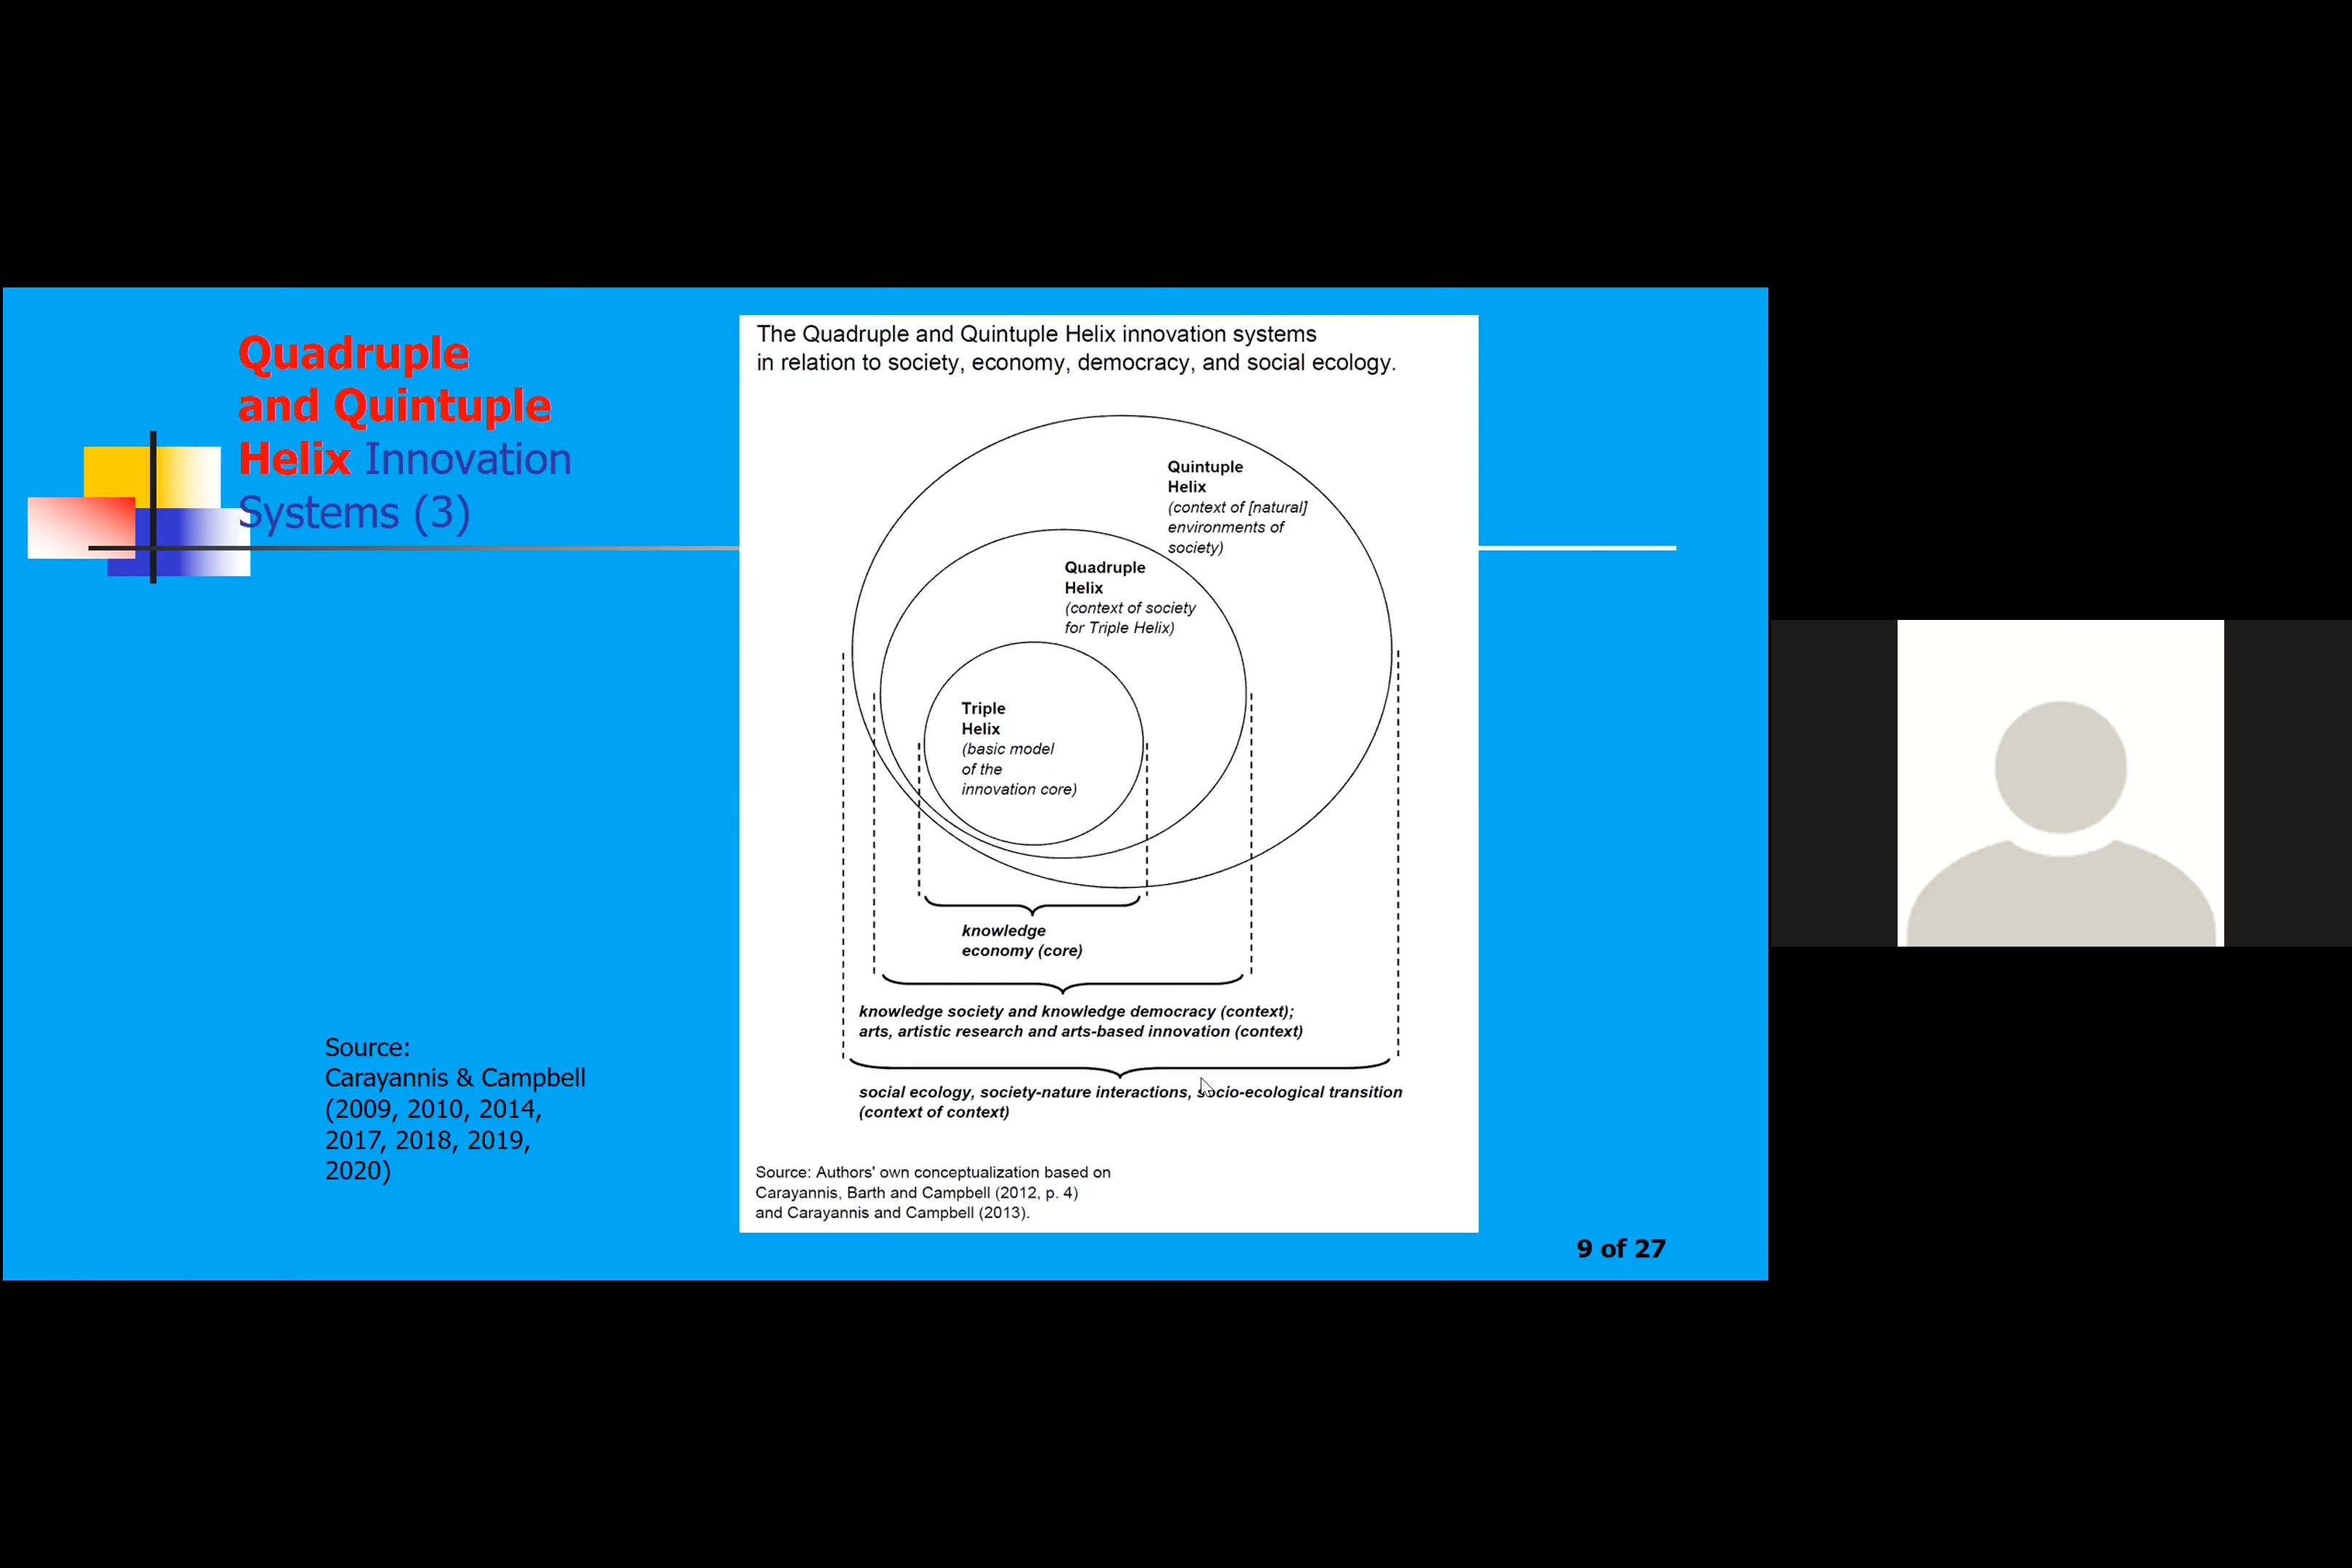 Quadruple
and Quintuple
Helix Innovation
Systems (3)
Source:
Carayannis & Campbell
(2009, 2010, 2014,
2017, 2018, 2019,
2020)
The Quadruple and Quintuple Helix innovation systems
in relation to society, economy, democracy, and social ecology.
Quintuple
Helix
(context of [natural]
environments of
society)
Quadruple
Helix
(context of society
for Triple Helix)
Triple
Helix
(basic model
of the
innovation core)
knowledge
economy (core)
knowledge society and knowledge democracy (context);
arts, artistic research and arts-based innovation (context)
social ecology, society-nature interactions, socio-ecological transition
(context of context)
Source: Authors' own conceptualization based on
Carayannis, Barth and Campbell (2012, p. 4)
and Carayannis and Campbell (2013).
9 of 27